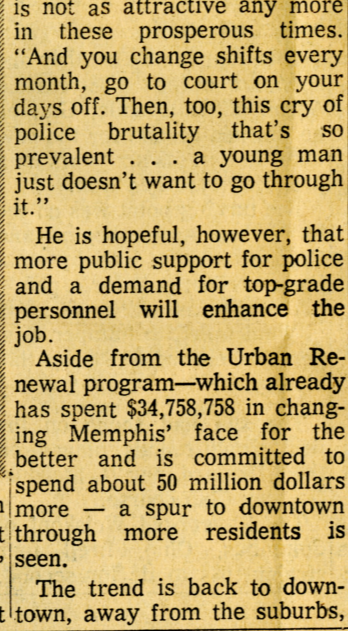 is not as attractive any more
in these prosperous times.
“And you change shifts every
month, go to court on your
days off. Then, too, this cry of
police brutality that’s so
prevalent . . . a young man
just doesn’t want to go through
it.”
He is hopeful, however, that
more public support for police
and a demand for top-grade
personnel will enhance the
job.
Aside from the Urban Re-
newal program—which already
has spent $34,758,758 in chang-
ing Memphis’ face for the
better and is committed to
spend about 50 million dollars
more — a spur to downtown
through more residents is
seen.
The trend is back to down-
town, away from the suburbs,